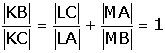 |KB|/|KC| = |LC|/|LA| + |MA|/|MB| = 1